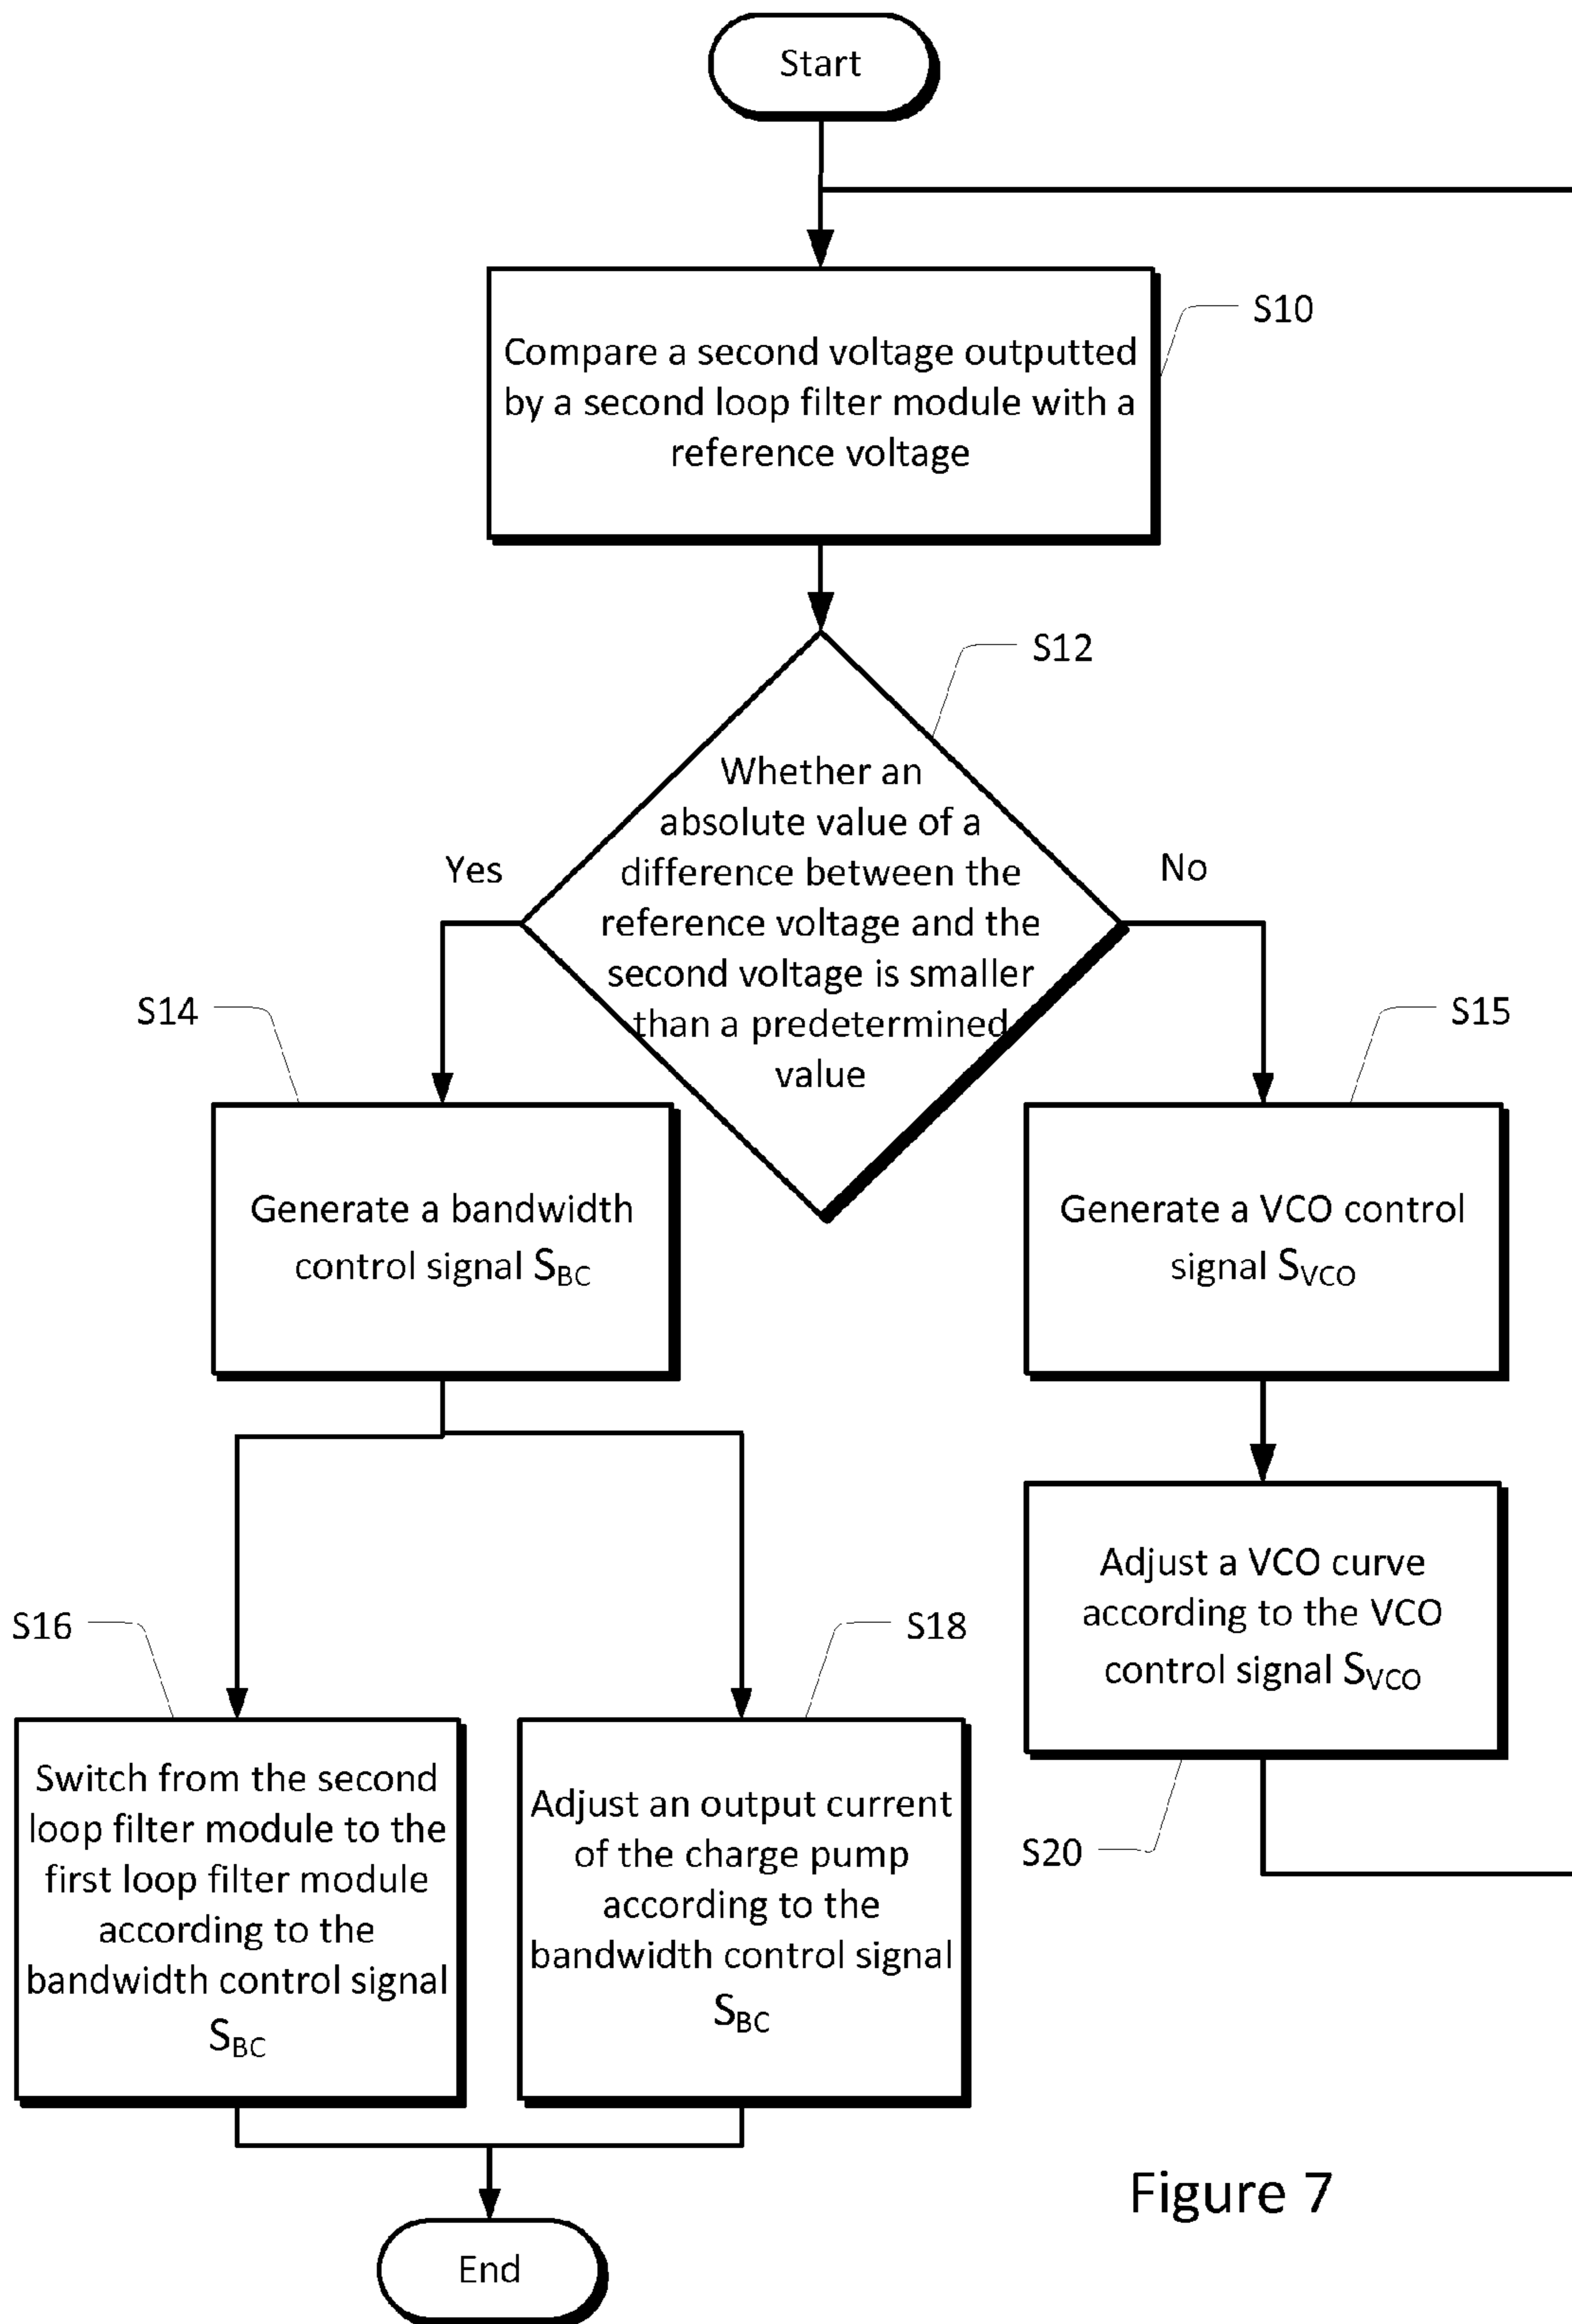 Start
S10
Compare a second voltage outputted
by a second loop filter module with a
reference voltage
S12
Whether an
absolute value of a
difference between the
reference voltage and the
second voltage is smaller
than a predetermined
value
Yes
No
S14
S15
Generate a bandwidth
control signal SBC
Generate a VCO control
signal SVCO
Adjust a VCO curve
according to the VCO
control signal SVCO
S16
S18
Switch from the second
loop filter module to the
first loop filter module
according to the
bandwidth control signal
SBC
Adjust an output current
of the charge pump
according to the
bandwidth control signal
SBC
S20
Figure 7
End